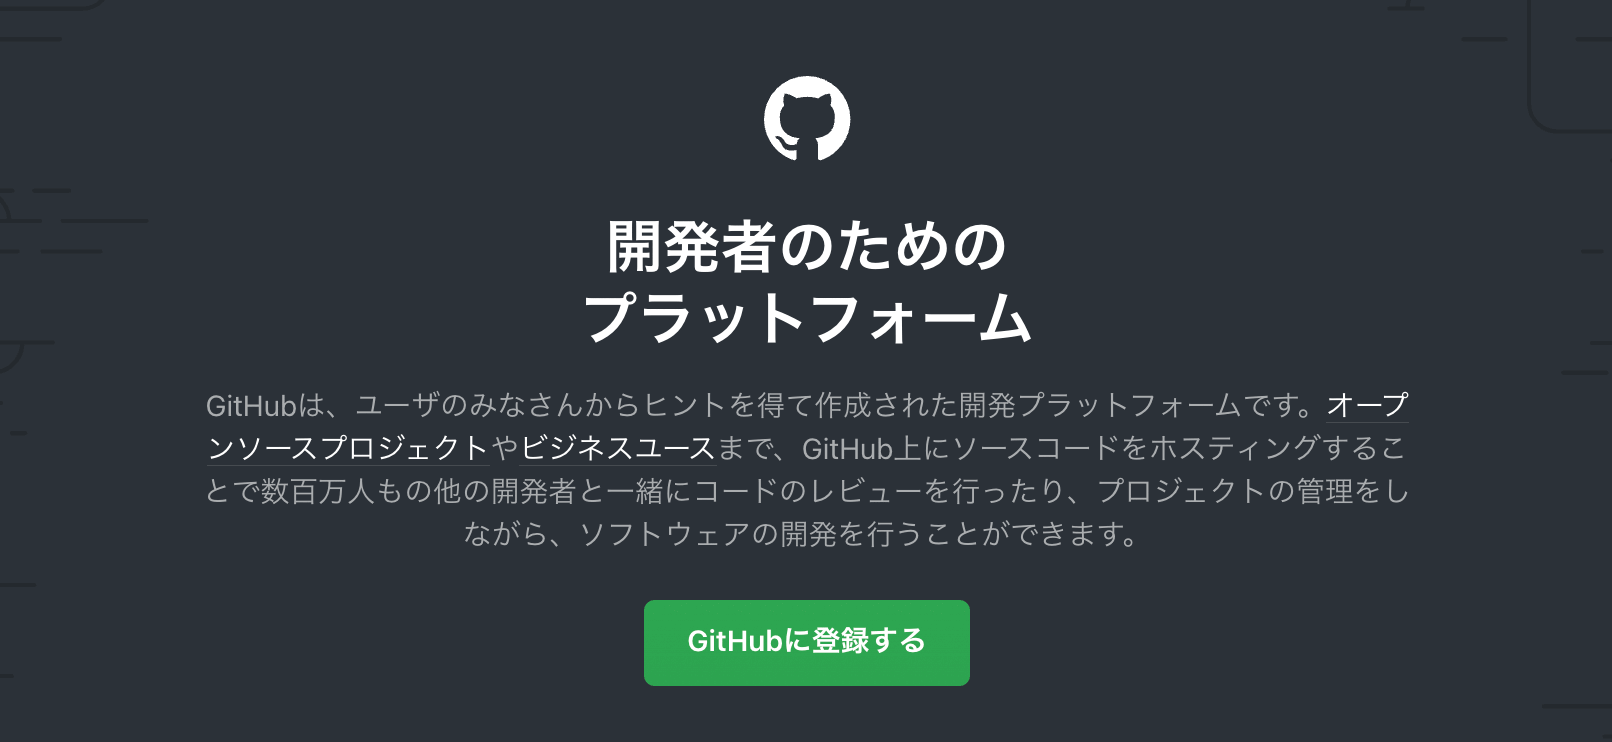 開発者のための
プラットフォーム
GitHubは、ユーザのみなさんからヒントを得て作成された開発プラットフォームです。オープ
ンソースプロジェクトやビジネスユースまで、GitHub上にソースコードをホスティングするこ
とで数百万人もの他の開発者と一緒にコードのレビューを行ったり、プロジェクトの管理をし
ながら、ソフトウェアの開発を行うことができます。
GitHubに登録する